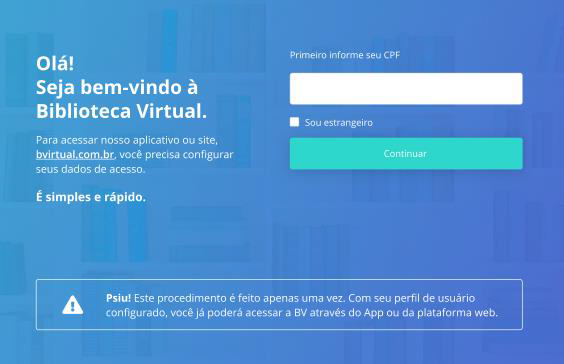 Olá!
Seja bem-vindo à
Biblioteca Virtual.
Para acessar nosso aplicativo ou site,
bvirtual.com.br, você precisa configurar
seus dados de acesso.
É simples e rápido.
Primeiro informe seu CPF
Sou estrangeiro
Continuar
Psiu! Este procedimento é feito apenas uma vez. Com seu perfil de usuário
configurado, você já poderá acessar a BV através do App ou da plataforma web.